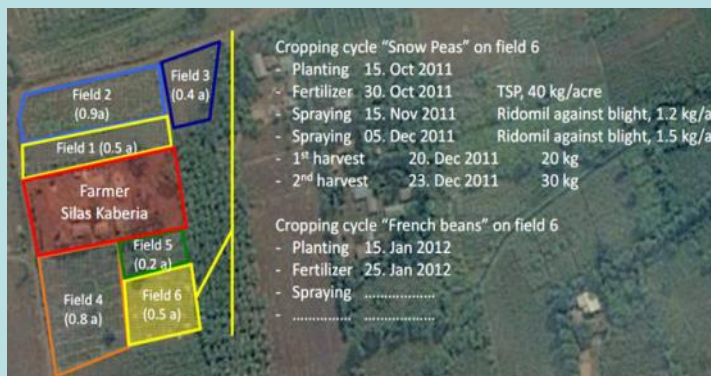 Field 2
(0.9a)
Field 3
(0.4 a)
Field 1 (0.5 a)
Farmer
Silas Kaberia
Field 5
(0.2 a)
Field 4
(0.8 a)
Field 6
(0.5 a)
Cropping cycle “Snow Peas” on field 6
- Planting 15. Oct 2011
- Fertilizer 30. Oct 2011 TSP, 40 kg/acre
- Spraying 15. Nov 2011 Ridomil against blight, 1.2 kg/a
- Spraying 05. Dec 2011 Ridomil against blight, 1.5 kg/a
- 1st harvest 20. Dec 2011 20 kg
- 2nd harvest 23. Dec 2011 30 kg
Cropping cycle “French beans” on field 6
- Planting 15. Jan 2012
- Fertilizer 25. Jan 2012
- Spraying ..................
- ............... ..................